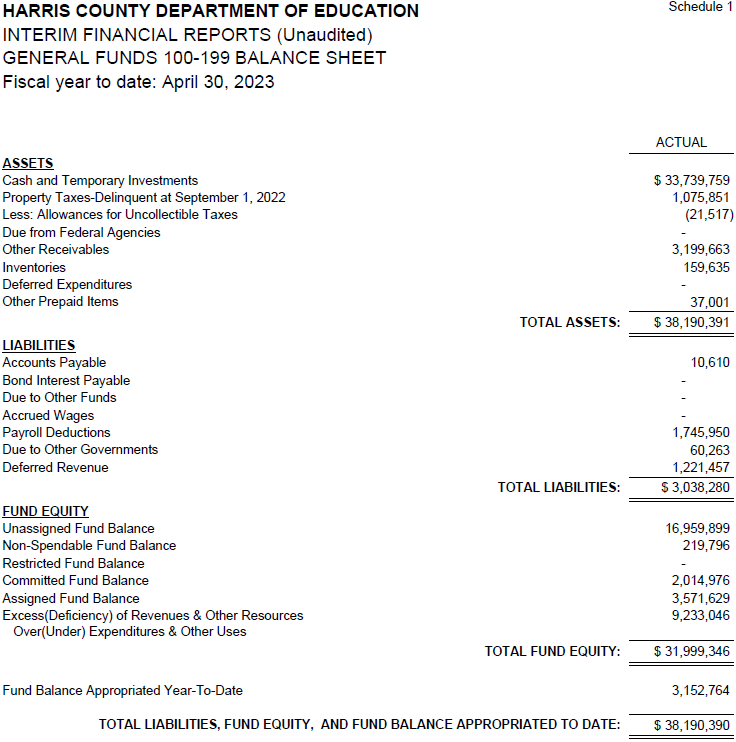 HARRIS COUNTY DEPARTMENT OF EDUCATION Schedule 1
INTERIM FINANCIAL REPORTS (Unaudited)
GENERAL FUNDS 100-199 BALANCE SHEET
Fiscal year to date: April 30, 2023
ACTUAL
ASSETS
Cash and Temporary Investments $ 33,739,759
Property Taxes-Delinquent at September 1, 2022 1,075,851
Less: Allowances for Uncollectible Taxes (21,517)
Due from Federal Agencies -
Other Receivables 3,199,663
Inventories 159,635
Deferred Expenditures -
Other Prepaid Items 37,001
TOTAL ASSETS: $ 38,190,391
LIABILITIES
Accounts Payable 10,610
Bond Interest Payable -
Due to Other Funds -
Accrued Wages -
Payroll Deductions 1,745,950
Due to Other Governments 60,263
Deferred Revenue 1,221,457
TOTAL LIABILITIES: $ 3,038,280
FUND EQUITY
Unassigned Fund Balance 16,959,899
Non-Spendable Fund Balance 219,796
Restricted Fund Balance -
Committed Fund Balance 2,014,976
Assigned Fund Balance 3,571,629
Excess(Deficiency) of Revenues & Other Resources 9,233,046
Over(Under) Expenditures & Other Uses
TOTAL FUND EQUITY: $ 31,999,346
Fund Balance Appropriated Year-To-Date 3,152,764
TOTAL LIABILITIES, FUND EQUITY, AND FUND BALANCE APPROPRIATED TO DATE: $ 38,190,390